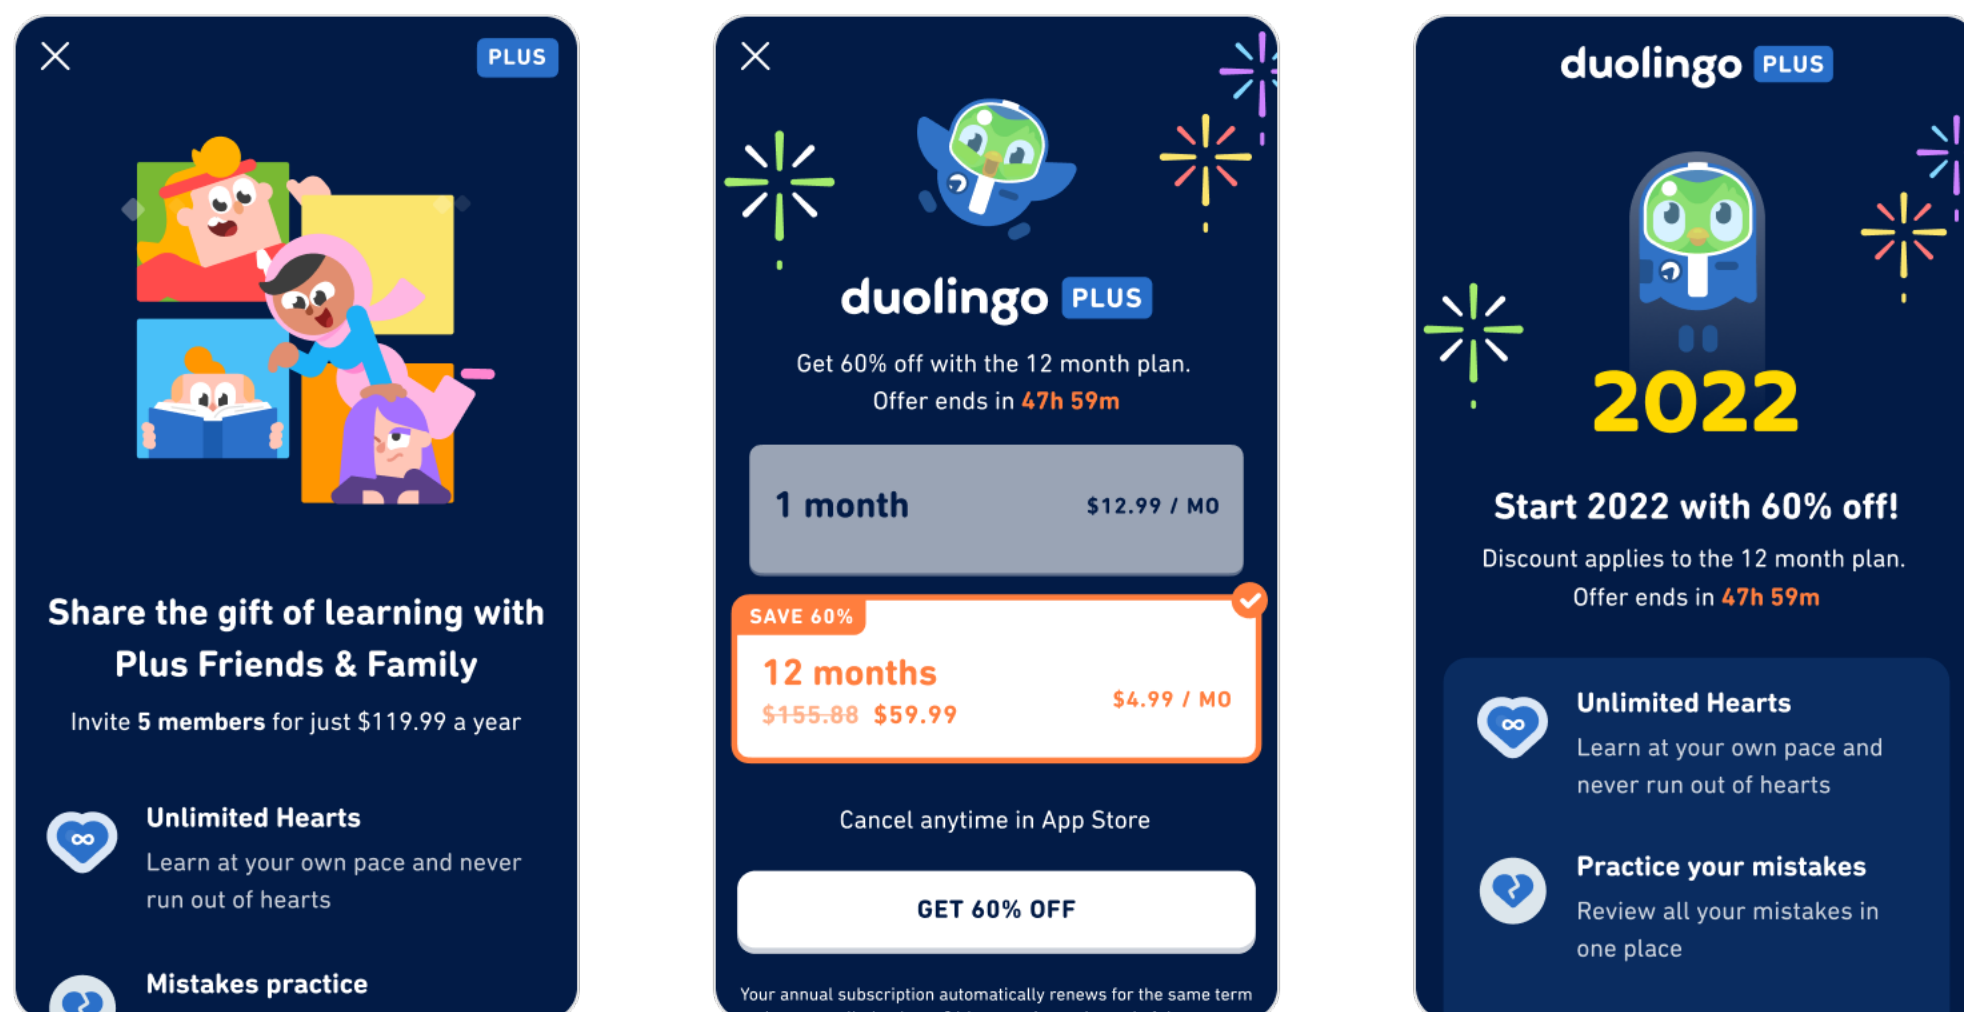 PLUS
Share the gift of learning with
Plus Friends & Family
Invite 5 members for just $119.99 a year
Unlimited Hearts
Learn at your own pace and never
run out of hearts
Mistakes practice
duolingo PLUS
Get 60% off with the 12 month plan.
Offer ends in 47h 59m
1 month $12.99 / MO
SAVE 60%
12 months
$155.88 $59.99 $4.99 / MO
Cancel anytime in App Store
GET 60% OFF
Your annual subscription automatically renews for the same term
duolingo PLUS
2022
Start 2022 with 60% off!
Discount applies to the 12 month plan.
Offer ends in 47h 59m
Unlimited Hearts
Learn at your own pace and
never run out of hearts
Practice your mistakes
Review all your mistakes in
one place